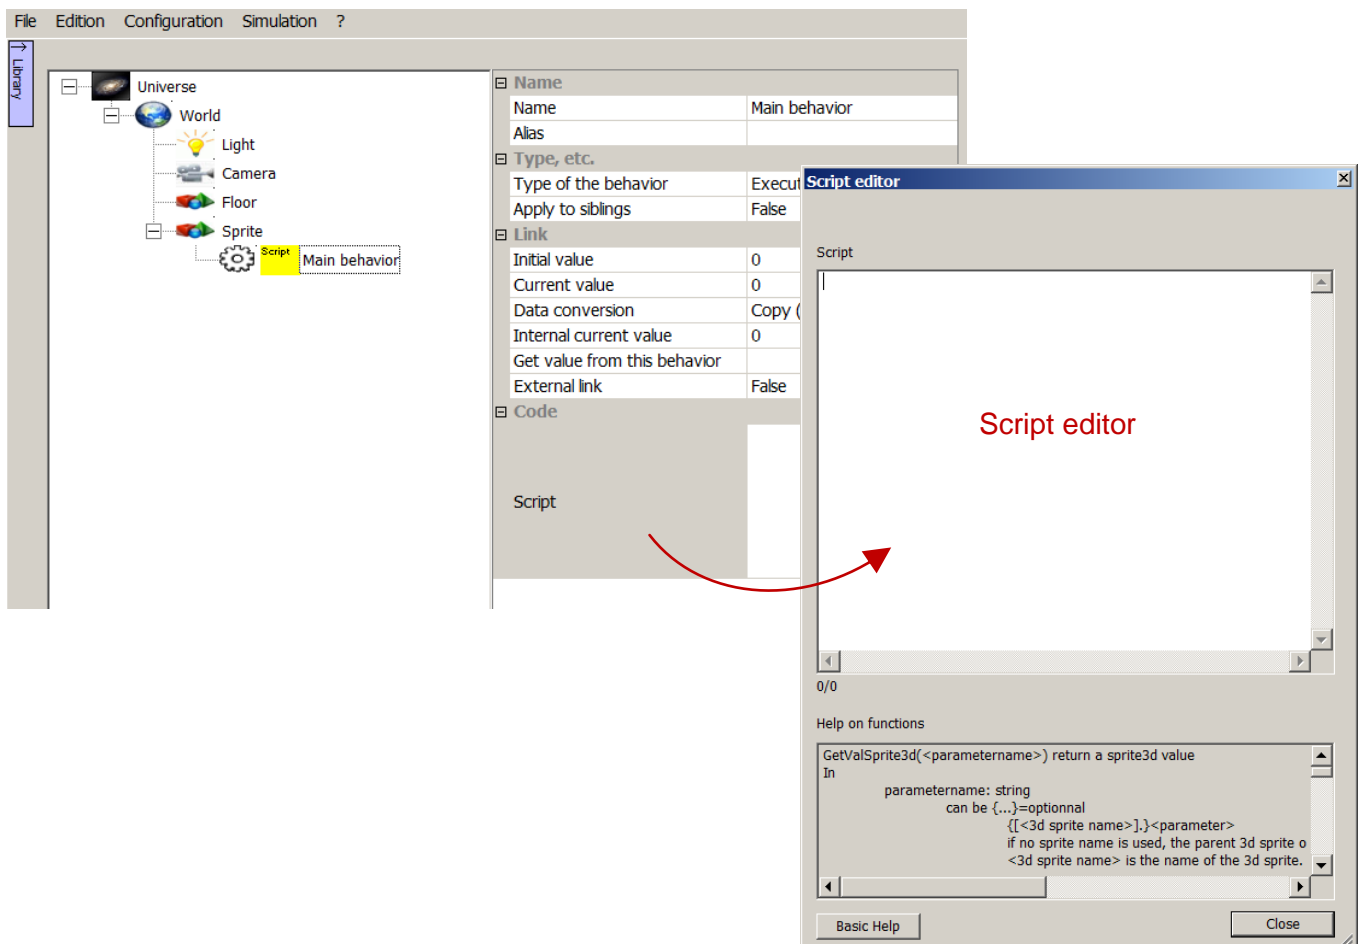 File Edition Configuration Simulation ?
Library
Universe
World
Light
Camera
Floor
Sprite
Script Main behavior
Name
Name Main behavior
Alias
Type, etc.
Type of the behavior Execut
Apply to siblings False
Link
Initial value 0
Current value 0
Data conversion Copy (
Internal current value 0
Get value from this behavior
External link False
Code
Script
Script editor
Script
Script editor
0/0
Help on functions
GetValSprite3d(<parametername>) return a sprite3d value
In
parametername: string
can be {...}=optionnal
{[<3d sprite name>].}<parameter>
if no sprite name is used, the parent 3d sprite o
<3d sprite name> is the name of the 3d sprite.
Basic Help Close